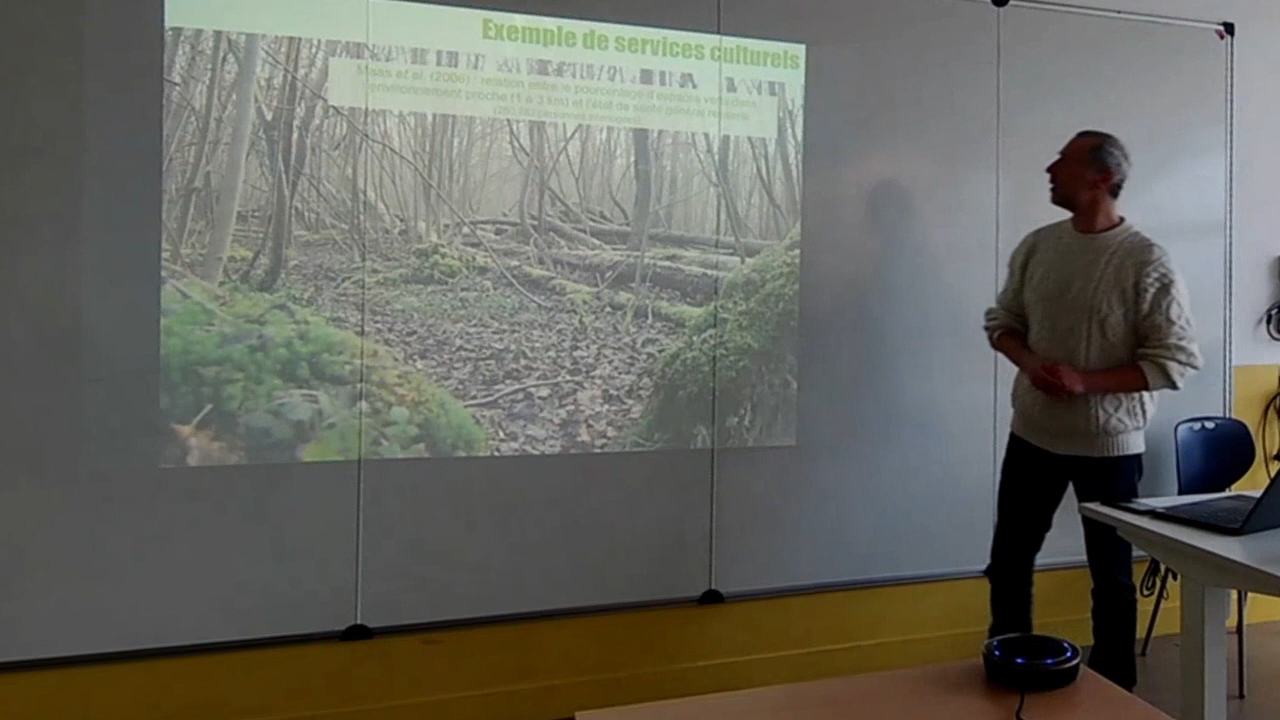 Exemple de services culturels
Maas et al. (2006) : relation entre le pourcentage d'espaces verts dans
l'environnement proche (1 à 3 km) et l'état de santé général ressenti
personnes